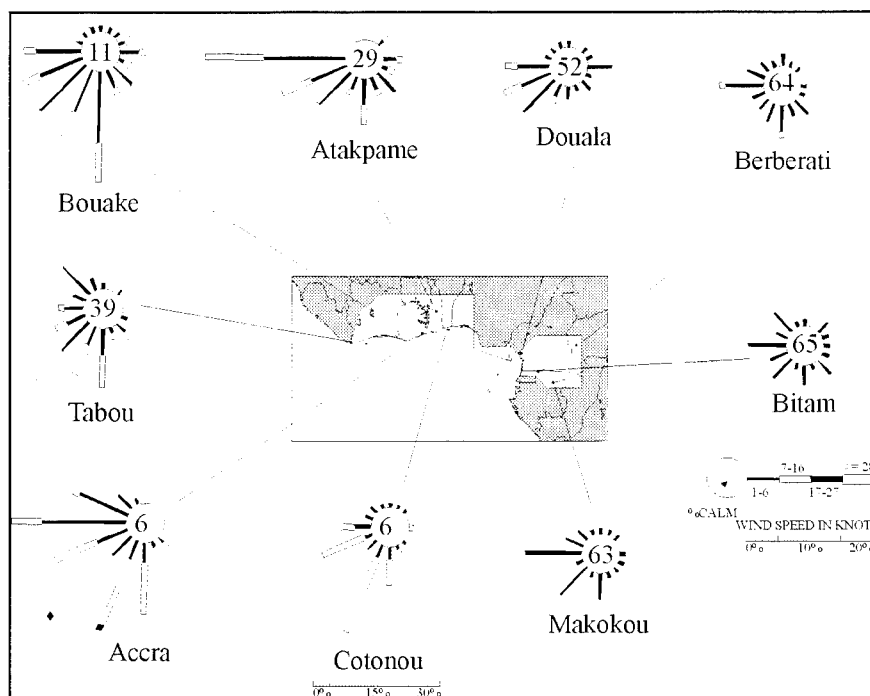 11
29
52
64
Atakpame
Douala
Berberati
Bouake
39
Tabou
65
Bitam
7-16
1-6
17-27
%CALM
WIND SPEED IN KNOT
0% 10% 20%
6
Accra
6
Cotonou
0% 15% 30%
63
Makokou